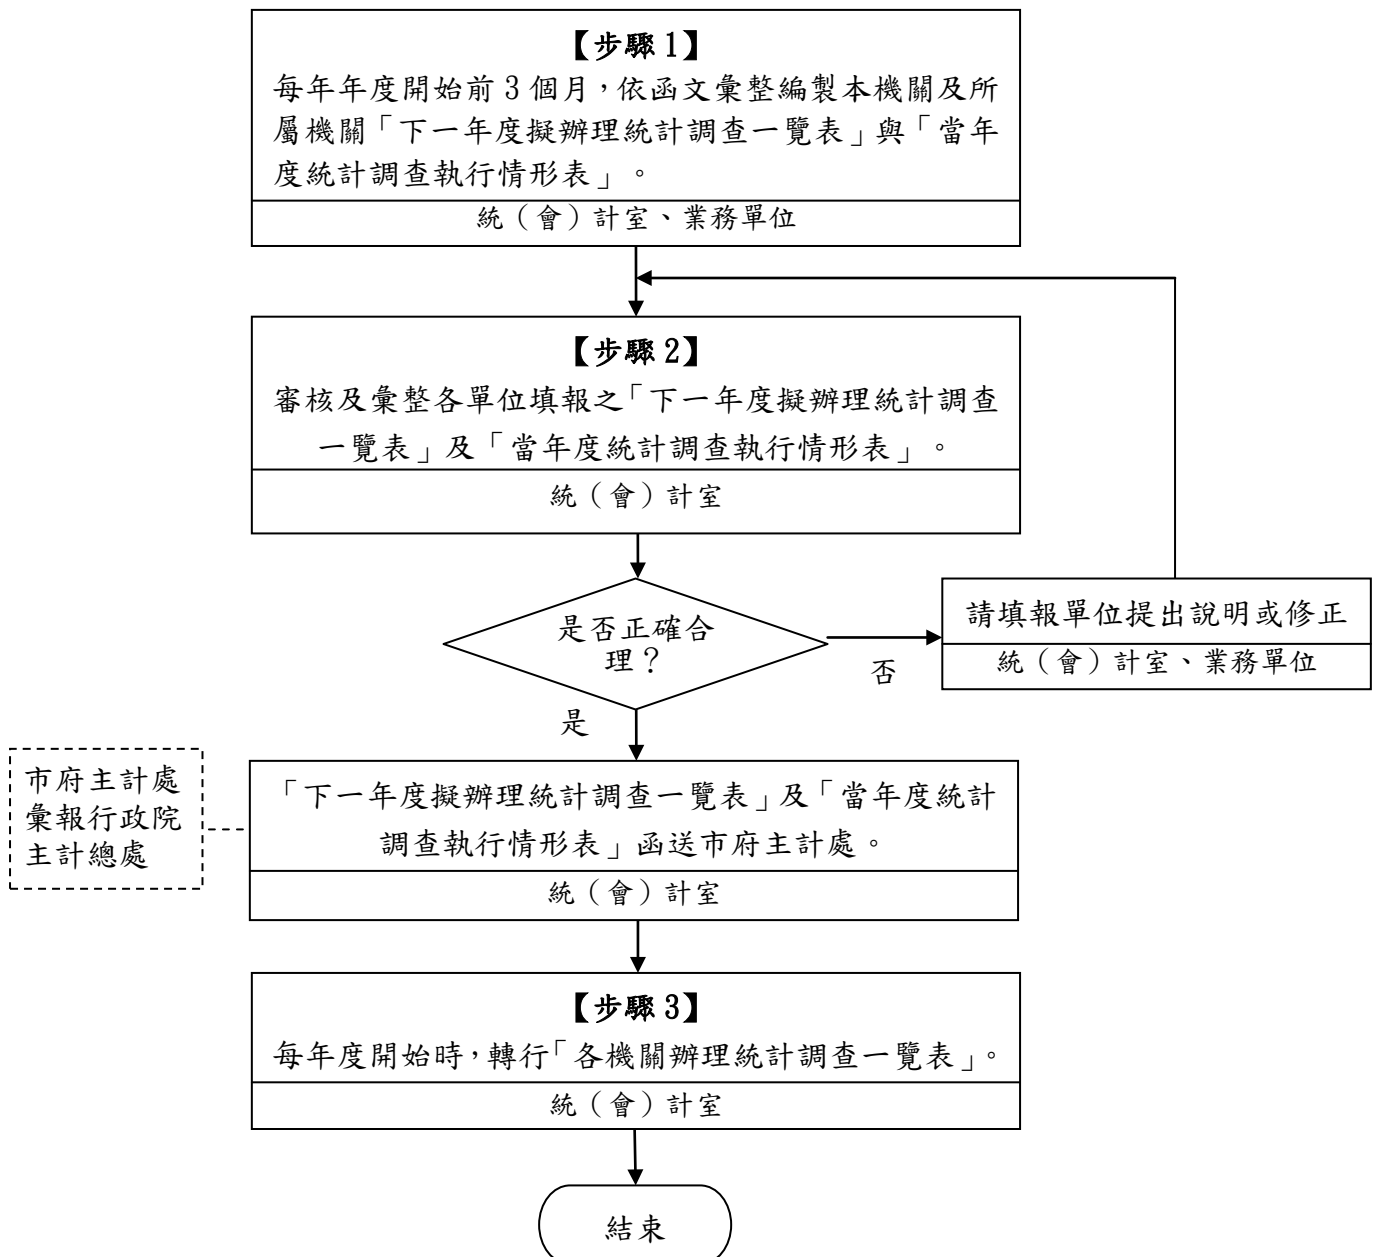 【步驟1】
每年年度開始前3個月，依函文彙整編製本機關及所
屬機關「下一年度擬辦理統計調查一覽表」與「當年
度統計調查執行情形表」。
統（會）計室、業務單位
【步驟2】
審核及彙整各單位填報之「下一年度擬辦理統計調查
一覽表」及「當年度統計調查執行情形表」。
統（會）計室
是否正確合
理？
否
請填報單位提出說明或修正
統（會）計室、業務單位
是
市府主計處
彙報行政院
主計總處
「下一年度擬辦理統計調查一覽表」及「當年度統計
調查執行情形表」函送市府主計處。
統（會）計室
【步驟3】
每年度開始時，轉行「各機關辦理統計調查一覽表」。
統（會）計室
結束